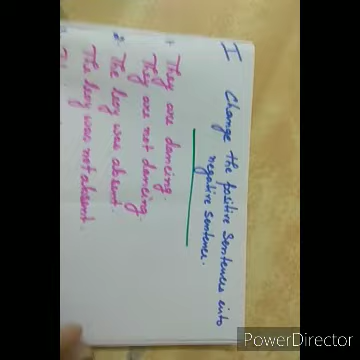 I Change the positive sentences into
negative sentence.
1 They are dancing.
They are not dancing.
2. The boy was absent.
The boy was not absent.
PowerDirector